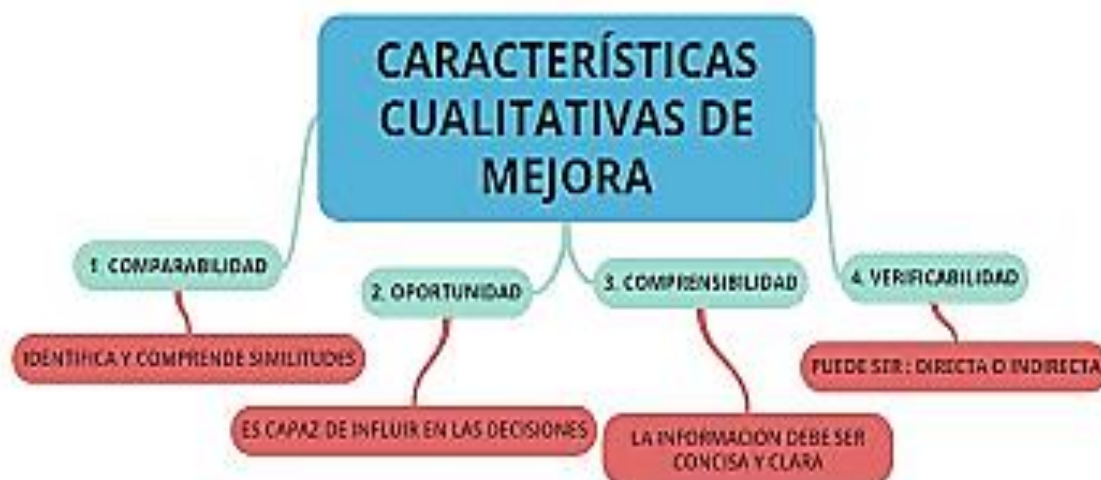 CARACTERÍSTICAS
CUALITATIVAS DE
MEJORA
1. COMPARABILIDAD
IDENTIFICA Y COMPRENDE SIMILITUDES
2. OPORTUNIDAD
ES CAPAZ DE INFLUIR EN LAS DECISIONES
3. COMPRENSIBILIDAD
LA INFORMACIÓN DEBE SER
CONCISA Y CLARA
4. VERIFICABILIDAD
PUEDE SER : DIRECTA O INDIRECTA